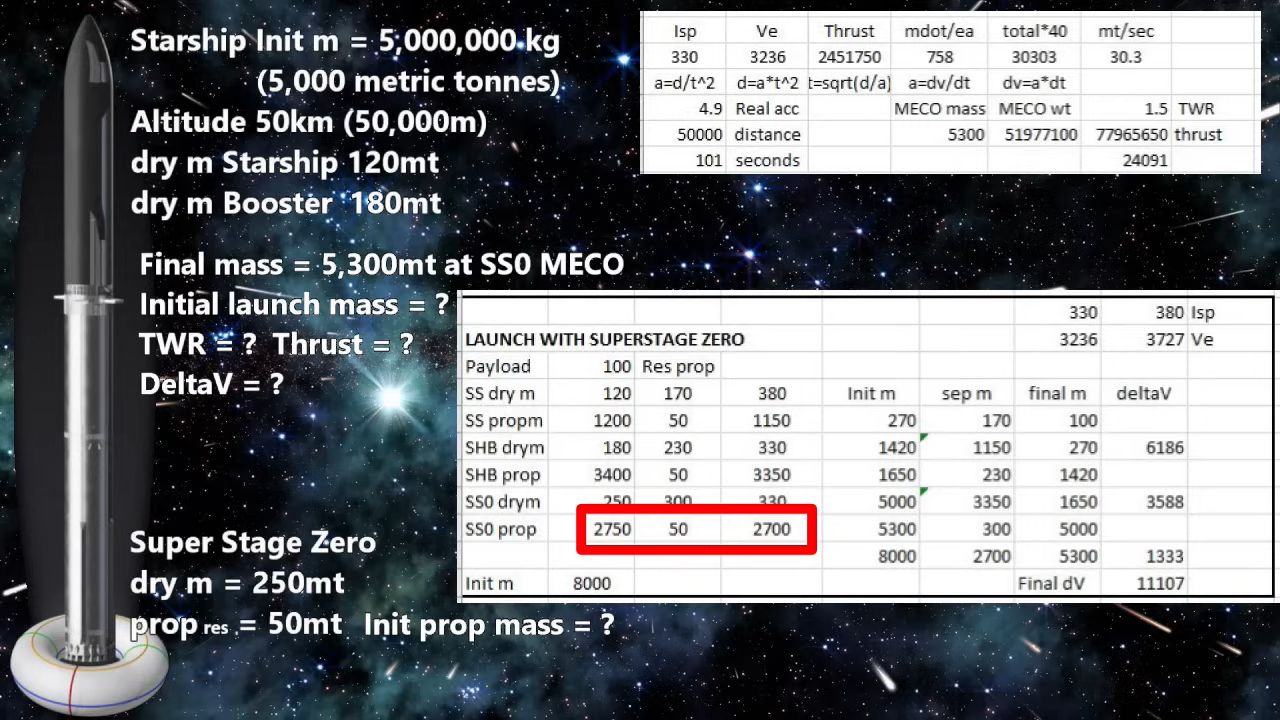 Starship Init m = 5,000,000 kg
(5,000 metric tonnes)
Altitude 50km (50,000m)
dry m Starship 120mt
dry m Booster 180mt
Final mass = 5,300mt at SS0 MECO
Initial launch mass = ?
TWR = ? Thrust = ?
DeltaV = ?
Super Stage Zero
dry m = 250mt
prop res = 50mt Init prop mass = ?
Isp Ve Thrust mdot/ea total*40 mt/sec
330 3236 2451750 758 30303 30.3
a=d/t^2 d=a*t^2 t=sqrt(d/a) a=dv/dt dv=a*dt
4.9 Real acc MECO mass MECO wt 1.5 TWR
50000 distance 5300 51977100 77965650 thrust
101 seconds 24091
330 380 Isp
LAUNCH WITH SUPERSTAGE ZERO 3236 3727 Ve
Payload 100 Res prop
SS dry m 120 170 380 Init m sep m final m deltaV
SS propm 1200 50 1150 270 170 100
SHB drym 180 230 330 1420 1150 270 6186
SHB prop 3400 50 3350 1650 230 1420
SS0 drym 250 300 330 5000 3350 1650 3588
SS0 prop 2750 50 2700 5300 300 5000
8000 2700 5300 1333
Init m 8000 Final dV 11107